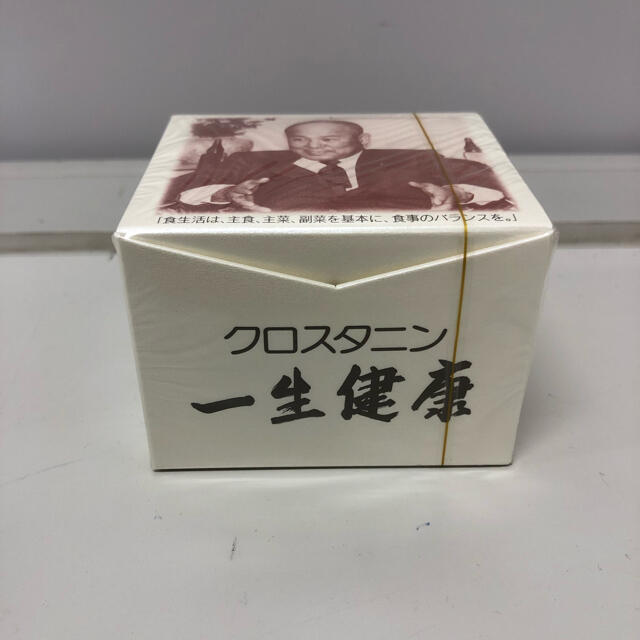 「食生活は、主食、主菜、副菜を基本に、食事のバランスを。」
クロスタニン
一生健康